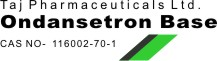 Taj Pharmaceuticals Ltd.
Ondansetron Base
CAS NO- 116002-70-1